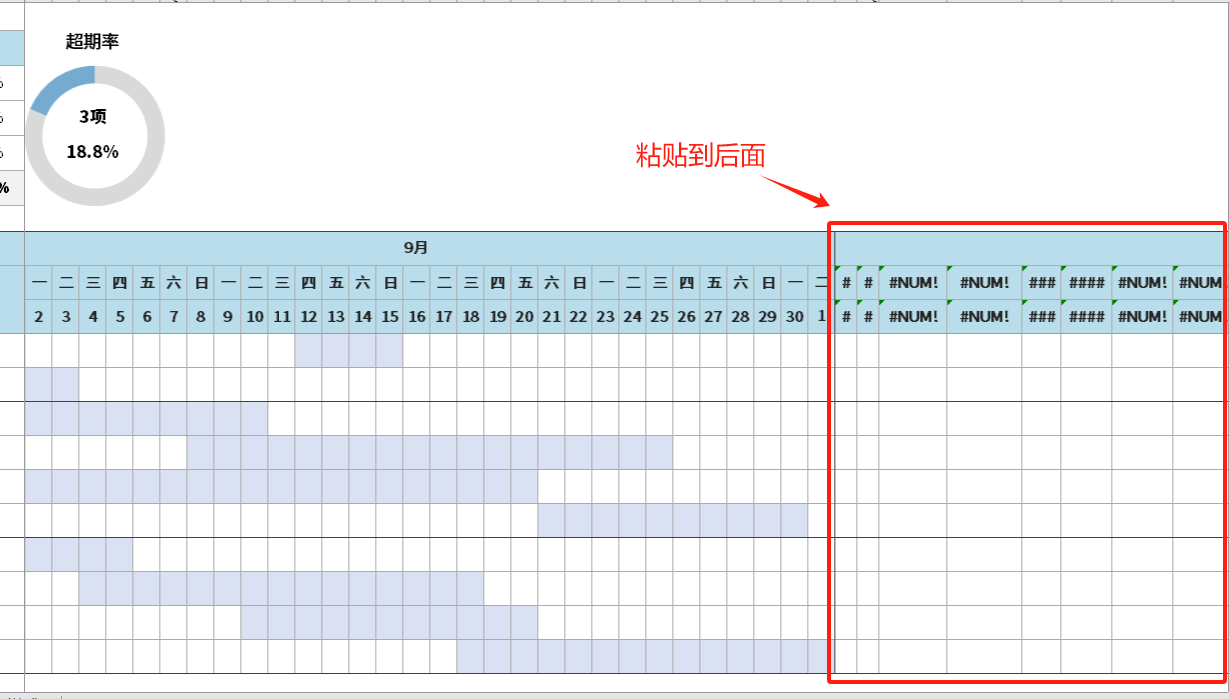 超期率
3项
18.8%
%
粘贴到后面
9月
一 二 三 四 五 六 日 一 二 三 四 五 六 日 一 二 三 四 五 六 日 一 二 三 四 五 六 日 一 二 # # #NUM! #NUM! ### #### #NUM! #NUM
2 3 4 5 6 7 8 9 10 11 12 13 14 15 16 17 18 19 20 21 22 23 24 25 26 27 28 29 30 1 # # #NUM! #NUM! ### #### #NUM! #NUM